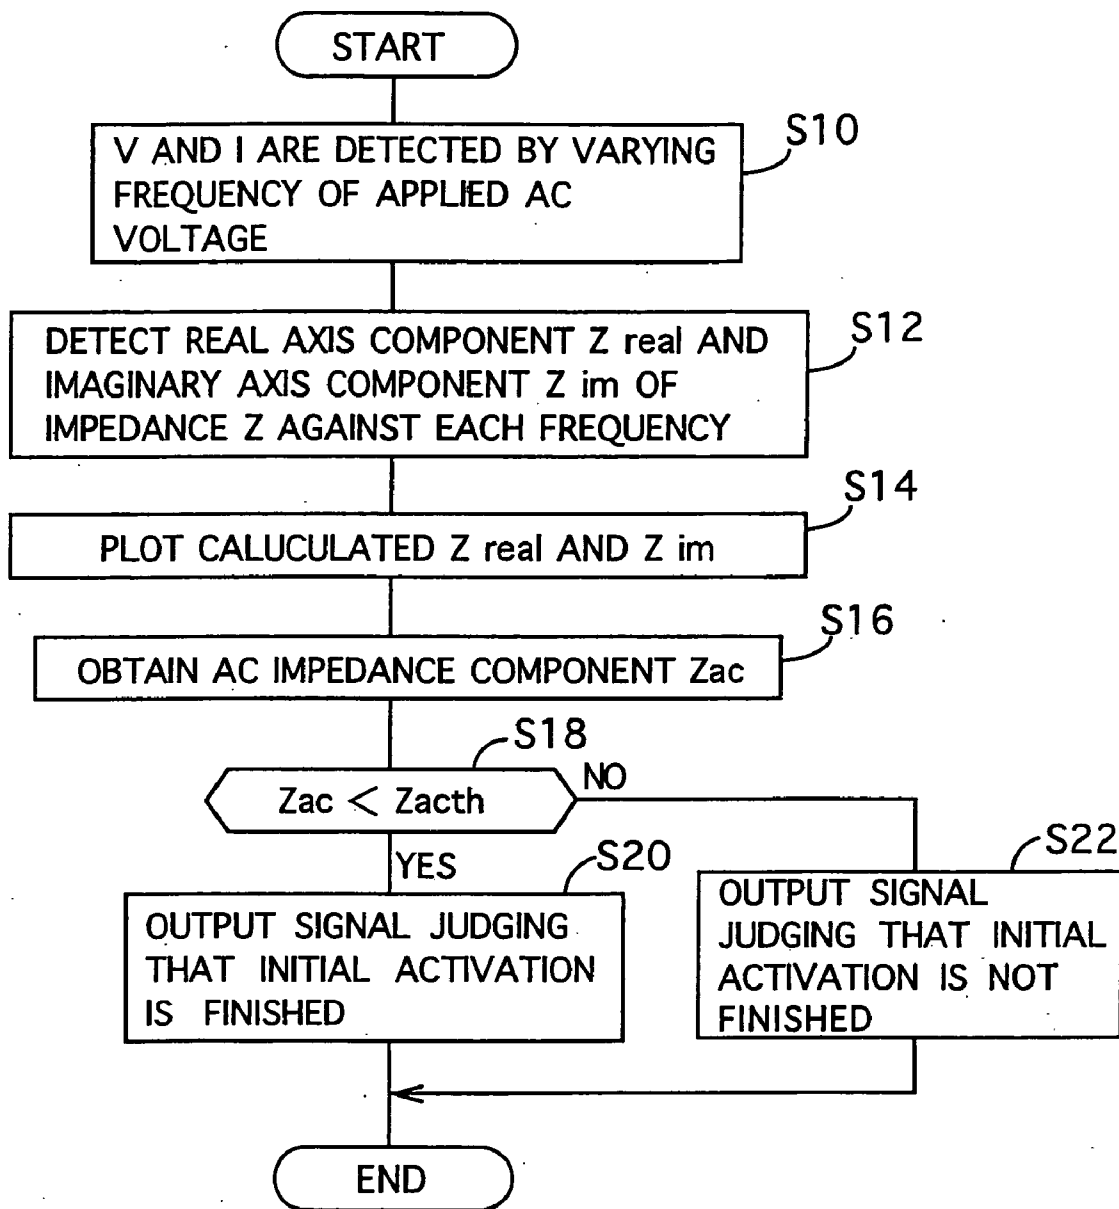 START
S10
V AND I ARE DETECTED BY VARYING
FREQUENCY OF APPLIED AC
VOLTAGE
S12
DETECT REAL AXIS COMPONENT Z real AND
IMAGINARY AXIS COMPONENT Z im OF
IMPEDANCE Z AGAINST EACH FREQUENCY
S14
PLOT CALUCULATED Z real AND Z im
S16
OBTAIN AC IMPEDANCE COMPONENT Zac
S18
Zac < Zacth
NO
YES
S20
OUTPUT SIGNAL JUDGING
THAT INITIAL ACTIVATION
IS FINISHED
S22
OUTPUT SIGNAL
JUDGING THAT INITIAL
ACTIVATION IS NOT
FINISHED
END